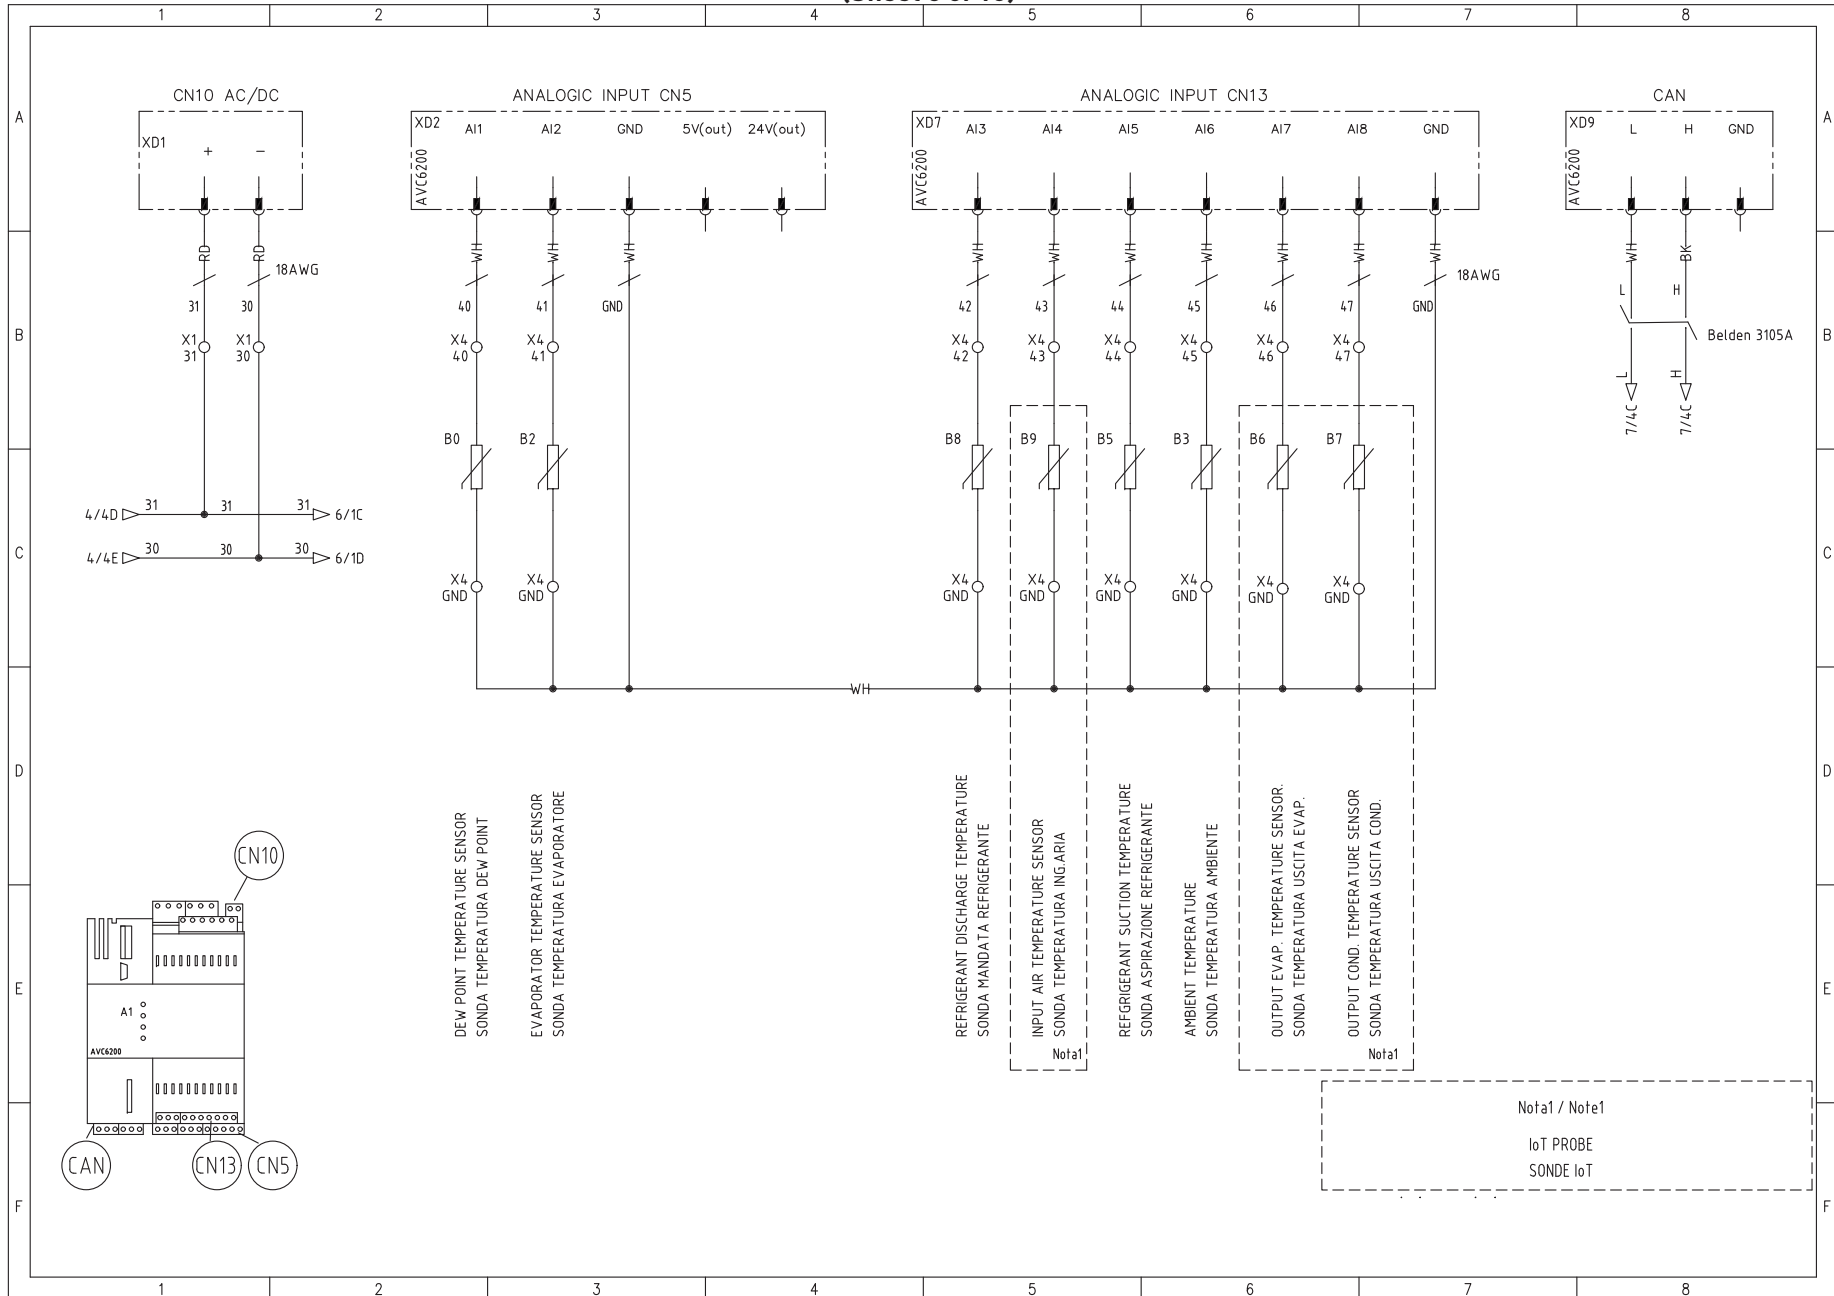 1 2 3 4 5 6 7 8
A A
CN10 AC/DC
XD1
+ −
ANALOGIC INPUT CN5
XD2 AI1 AI2 GND 5V(out) 24V(out)
AVC6200
ANALOGIC INPUT CN13
XD7 AI3 AI4 AI5 AI6 AI7 AI8 GND
AVC6200
CAN
XD9 L H GND
AVC6200
RD RD WH WH WH WH WH WH WH WH WH WH WH BK
18AWG 18AWG
31 30 40 41 GND 42 43 44 45 46 47 GND
L H
B B
X1 X1 X4 X4 X4 X4 X4 X4 X4 X4
31 30 40 41 42 43 44 45 46 47
Belden 3105A
L H
7/4C 7/4C
B0 B2 B8 B9 B5 B3 B6 B7
4/4D 31 31 31 6/1C
4/4E 30 30 30 6/1D
C C
X4 X4 X4 X4 X4 X4 X4 X4
GND GND GND GND GND GND GND GND
WH
D D
DEW POINT TEMPERATURE SENSOR
SONDA TEMPERATURA DEW POINT
EVAPORATOR TEMPERATURE SENSOR
SONDA TEMPERATURA EVAPORATORE
REFRIGERANT DISCHARGE TEMPERATURE
SONDA MANDATA REFRIGERANTE
INPUT AIR TEMPERATURE SENSOR
SONDA TEMPERATURA ING.ARIA
Nota1
REFGRIGERANT SUCTION TEMPERATURE
SONDA ASPIRAZIONE REFRIGERANTE
AMBIENT TEMPERATURE
SONDA TEMPERATURA AMBIENTE
OUTPUT EVAP. TEMPERATURE SENSOR.
SONDA TEMPERATURA USCITA EVAP.
OUTPUT COND. TEMPERATURE SENSOR
SONDA TEMPERATURA USCITA COND.
Nota1
CN10
E E
A1
AVC6200
CAN CN13 CN5
Nota1 / Note1
IoT PROBE
SONDE IoT
F F
1 2 3 4 5 6 7 8